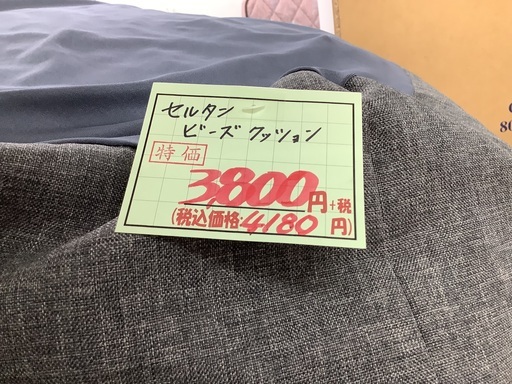 セルタン
ビーズクッション
特価
3,800円+税
(税込価格:4180円)